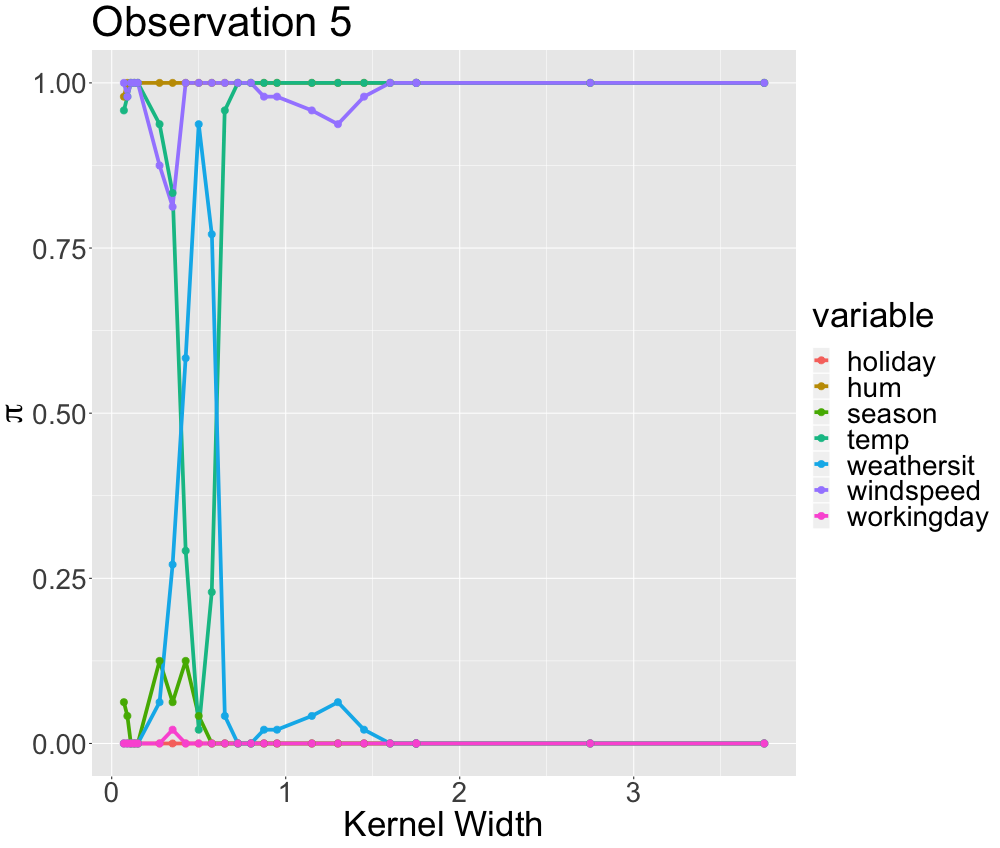 Observation 5
1.00
0.75
0.50
0.25
0.00
π
0 1 2 3
Kernel Width
variable
holiday
hum
season
temp
weathersit
windspeed
workingday